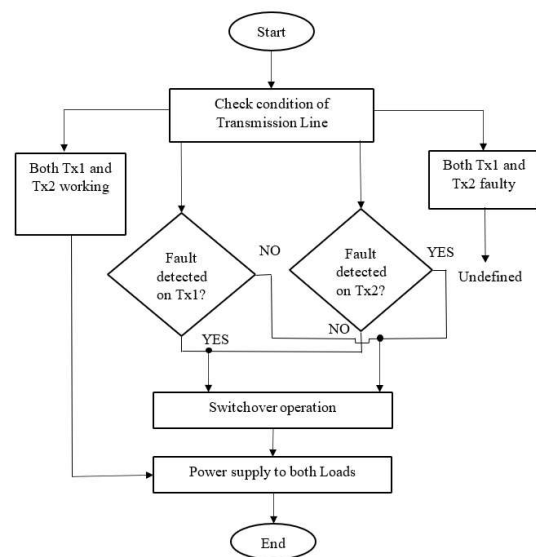 Start
Check condition of
Transmission Line
Both Tx1 and
Tx2 working
Both Tx1 and
Tx2 faulty
Fault
detected
on Tx1?
NO
Fault
detected
on Tx2?
YES
Undefined
YES
NO
Switchover operation
Power supply to both Loads
End